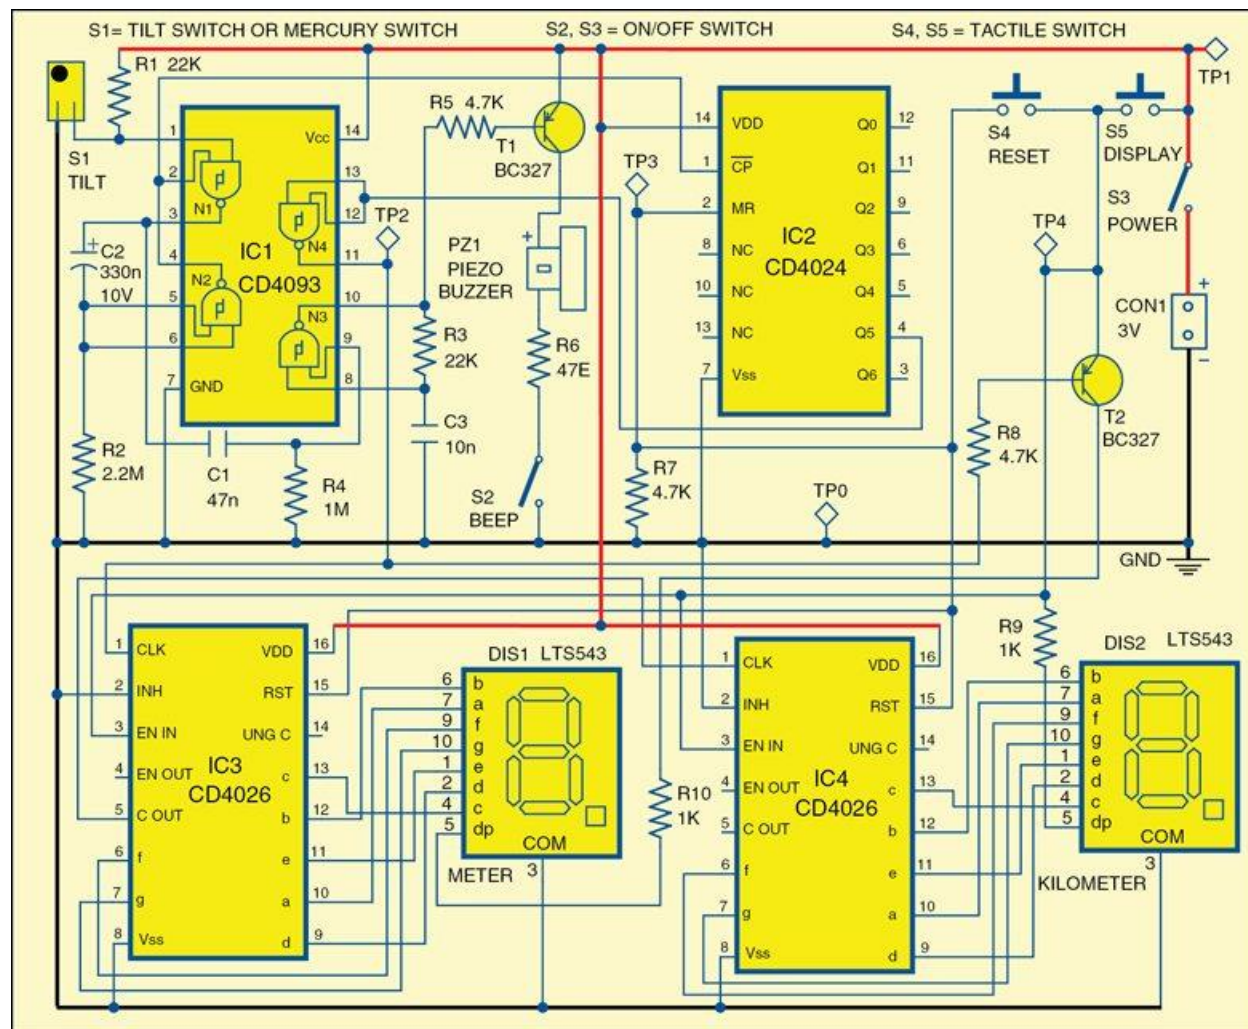 S1= TILT SWITCH OR MERCURY SWITCH
S2, S3 = ON/OFF SWITCH
S4, S5 = TACTILE SWITCH
R1 22K
TP1
S1
TILT
1
2
3
4
5
6
7 GND
Vcc 14
13
12
11
10
9
8
N1
N2
N3
N4
IC1
CD4093
+
C2
330n
10V
R2
2.2M
C1
47n
R4
1M
TP2
R5 4.7K
T1
BC327
R3
22K
C3
10n
+
PZ1
PIEZO
BUZZER
R6
47E
S2
BEEP
TP3
14 VDD
1 CP
2 MR
8 NC
10 NC
13 NC
7 Vss
Q0 12
Q1 11
Q2 9
Q3 6
Q4 5
Q5 4
Q6 3
IC2
CD4024
R7
4.7K
TP0
S4
RESET
S5
DISPLAY
S3
POWER
TP4
CON1
3V
+
−
T2
BC327
R8
4.7K
GND
1 CLK
2 INH
3 EN IN
4 EN OUT
5 C OUT
6 f
7 g
8 Vss
VDD 16
RST 15
UNG C 14
c 13
b 12
e 11
a 10
d 9
IC3
CD4026
DIS1 LTS543
6 b
7 a
9 f
10 g
1 e
2 d
4 c
5 dp
COM
3
METER
R10
1K
1 CLK
2 INH
3 EN IN
4 EN OUT
5 C OUT
6 f
7 g
8 Vss
VDD 16
RST 15
UNG C 14
c 13
b 12
e 11
a 10
d 9
IC4
CD4026
R9
1K
DIS2 LTS543
6 b
7 a
9 f
10 g
1 e
2 d
4 c
5 dp
COM
3
KILOMETER